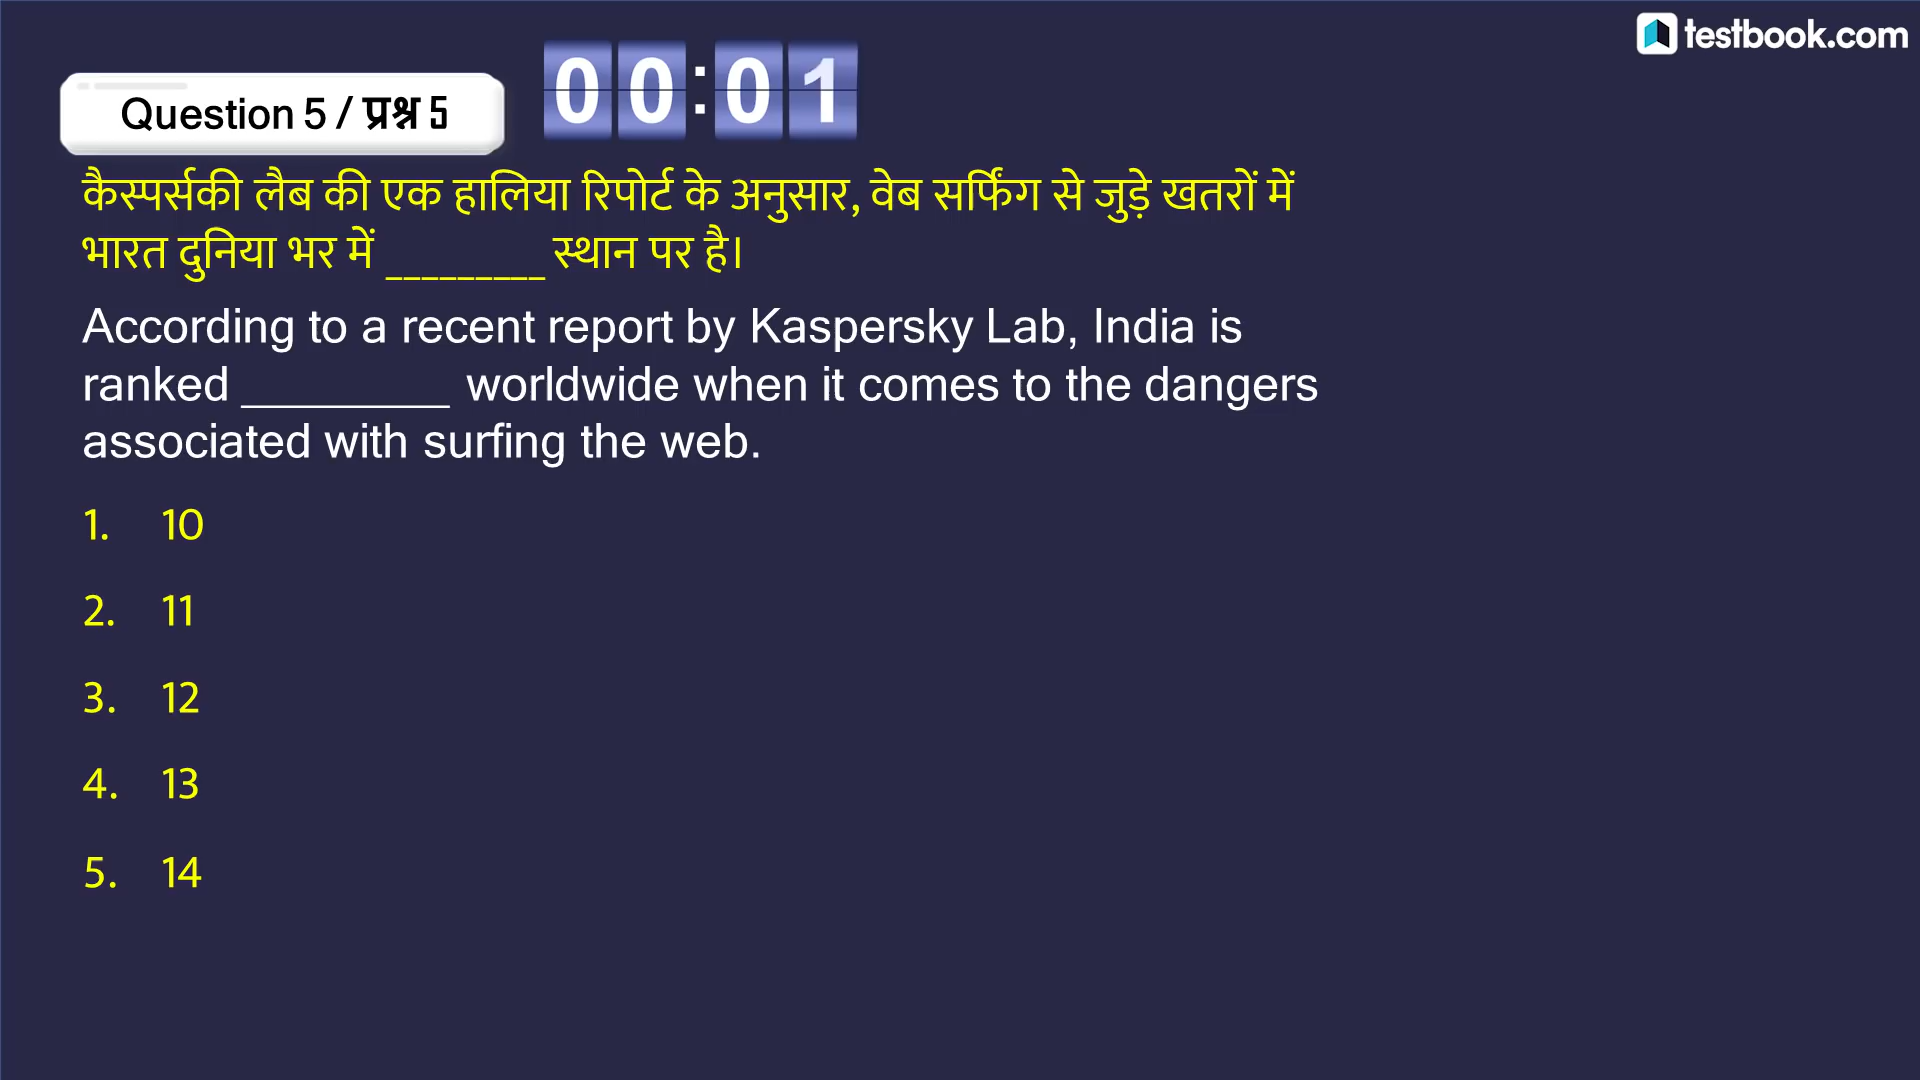 testbook.com
00:01
Question 5 / प्रश्न 5
कैस्पर्सकी लैब की एक हालिया रिपोर्ट के अनुसार, वेब सर्फिंग से जुड़े खतरों में
भारत दुनिया भर में _________ स्थान पर है।
According to a recent report by Kaspersky Lab, India is
ranked ________ worldwide when it comes to the dangers
associated with surfing the web.
1. 10
2. 11
3. 12
4. 13
5. 14